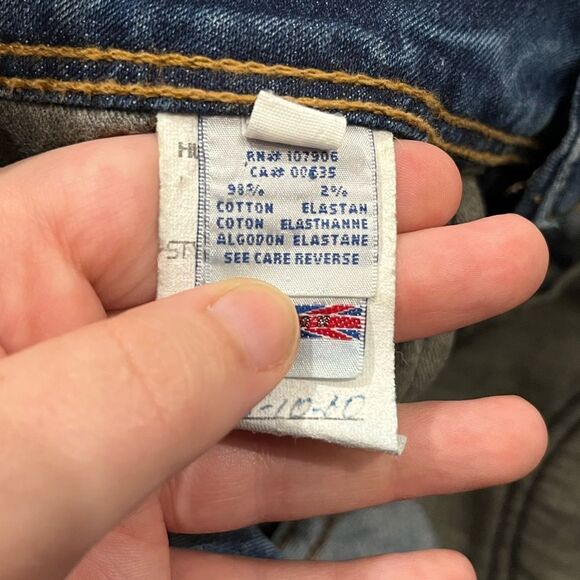 RN# 107906
CA# 00635
98% 2%
COTTON ELASTAN
COTON ELASTHANNE
ALGODON ELASTANE
SEE CARE REVERSE